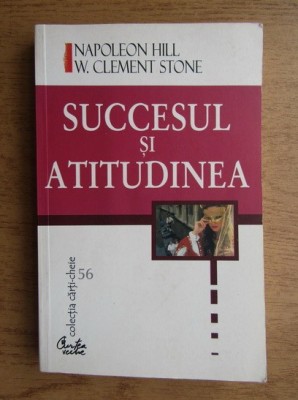 NAPOLEON HILL
W. CLEMENT STONE
SUCCESUL
ȘI
ATITUDINEA
colecția cărți-cheie 56
Curtea
veche